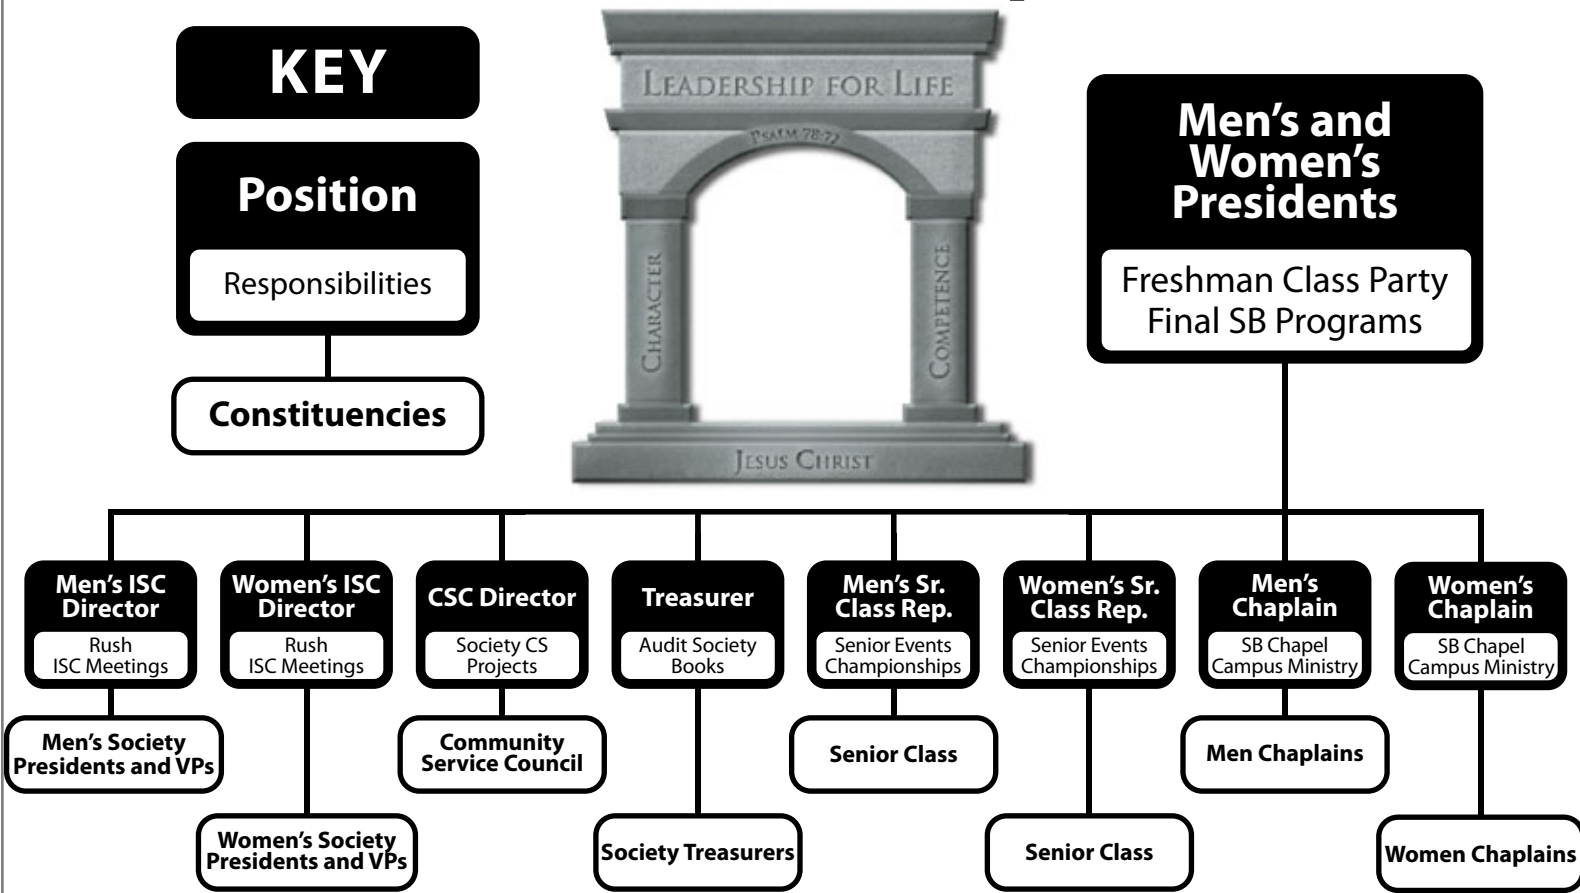 KEY
Position
Responsibilities
Constituencies
LEADERSHIP FOR LIFE
PSALM 78:72
CHARACTER
COMPETENCE
JESUS CHRIST
Men’s and
Women’s
Presidents
Freshman Class Party
Final SB Programs
Men’s ISC
Director
Rush
ISC Meetings
Men’s Society
Presidents and VPs
Women’s ISC
Director
Rush
ISC Meetings
Women’s Society
Presidents and VPs
CSC Director
Society CS
Projects
Community
Service Council
Treasurer
Audit Society
Books
Society Treasurers
Men’s Sr.
Class Rep.
Senior Events
Championships
Senior Class
Women’s Sr.
Class Rep.
Senior Events
Championships
Senior Class
Men’s
Chaplain
SB Chapel
Campus Ministry
Men Chaplains
Women’s
Chaplain
SB Chapel
Campus Ministry
Women Chaplains